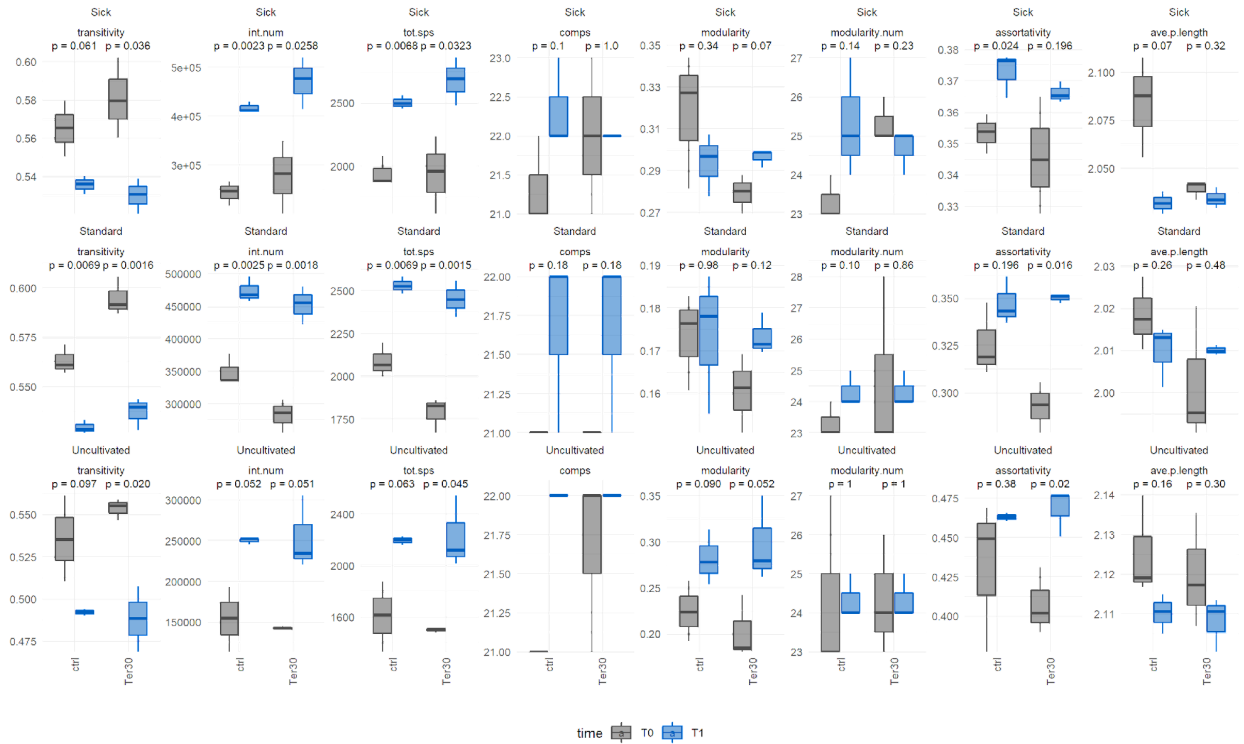 Sick Sick Sick Sick Sick Sick Sick Sick
transitivity int.num tot.sps comps modularity modularity.num assortativity ave.p.length
p = 0.061 p = 0.036 p = 0.0023 p = 0.0258 p = 0.0068 p = 0.0323 p = 0.1 p = 1.0 p = 0.34 p = 0.07 p = 0.14 p = 0.23 p = 0.024 p = 0.196 p = 0.07 p = 0.32
0.60 5e+05 2500 23.0 0.35 27 0.38 2.100
0.58 4e+05 2000 22.5 0.33 26 0.37 2.075
0.56 3e+05 22.0 0.31 25 0.36 2.050
0.54 21.5 0.29 24 0.35
21.0 0.27 23 0.34
0.33
Standard Standard Standard Standard Standard Standard Standard Standard
transitivity int.num tot.sps comps modularity modularity.num assortativity ave.p.length
p = 0.0069 p = 0.0016 p = 0.0025 p = 0.0018 p = 0.0069 p = 0.0015 p = 0.18 p = 0.18 p = 0.98 p = 0.12 p = 0.10 p = 0.86 p = 0.196 p = 0.016 p = 0.26 p = 0.48
0.600 500000 2500 22.00 0.19 28 0.350 2.03
0.575 450000 2250 21.75 0.18 27 0.325 2.02
0.550 400000 2000 21.50 0.17 26 0.300 2.01
350000 1750 21.25 0.16 25 2.00
300000 21.00 24
23
Uncultivated Uncultivated Uncultivated Uncultivated Uncultivated Uncultivated Uncultivated Uncultivated
transitivity int.num tot.sps comps modularity modularity.num assortativity ave.p.length
p = 0.097 p = 0.020 p = 0.052 p = 0.051 p = 0.063 p = 0.045 p = 0.090 p = 0.052 p = 1 p = 1 p = 0.38 p = 0.02 p = 0.16 p = 0.30
0.550 300000 2400 22.00 0.35 27 0.475 2.14
0.525 250000 2000 21.75 0.30 26 0.450 2.13
0.500 200000 1600 21.50 0.25 25 0.425 2.12
0.475 150000 21.25 0.20 24 0.400 2.11
21.00 23
ctrl Ter30 ctrl Ter30 ctrl Ter30 ctrl Ter30 ctrl Ter30 ctrl Ter30 ctrl Ter30 ctrl Ter30
time a T0 a T1